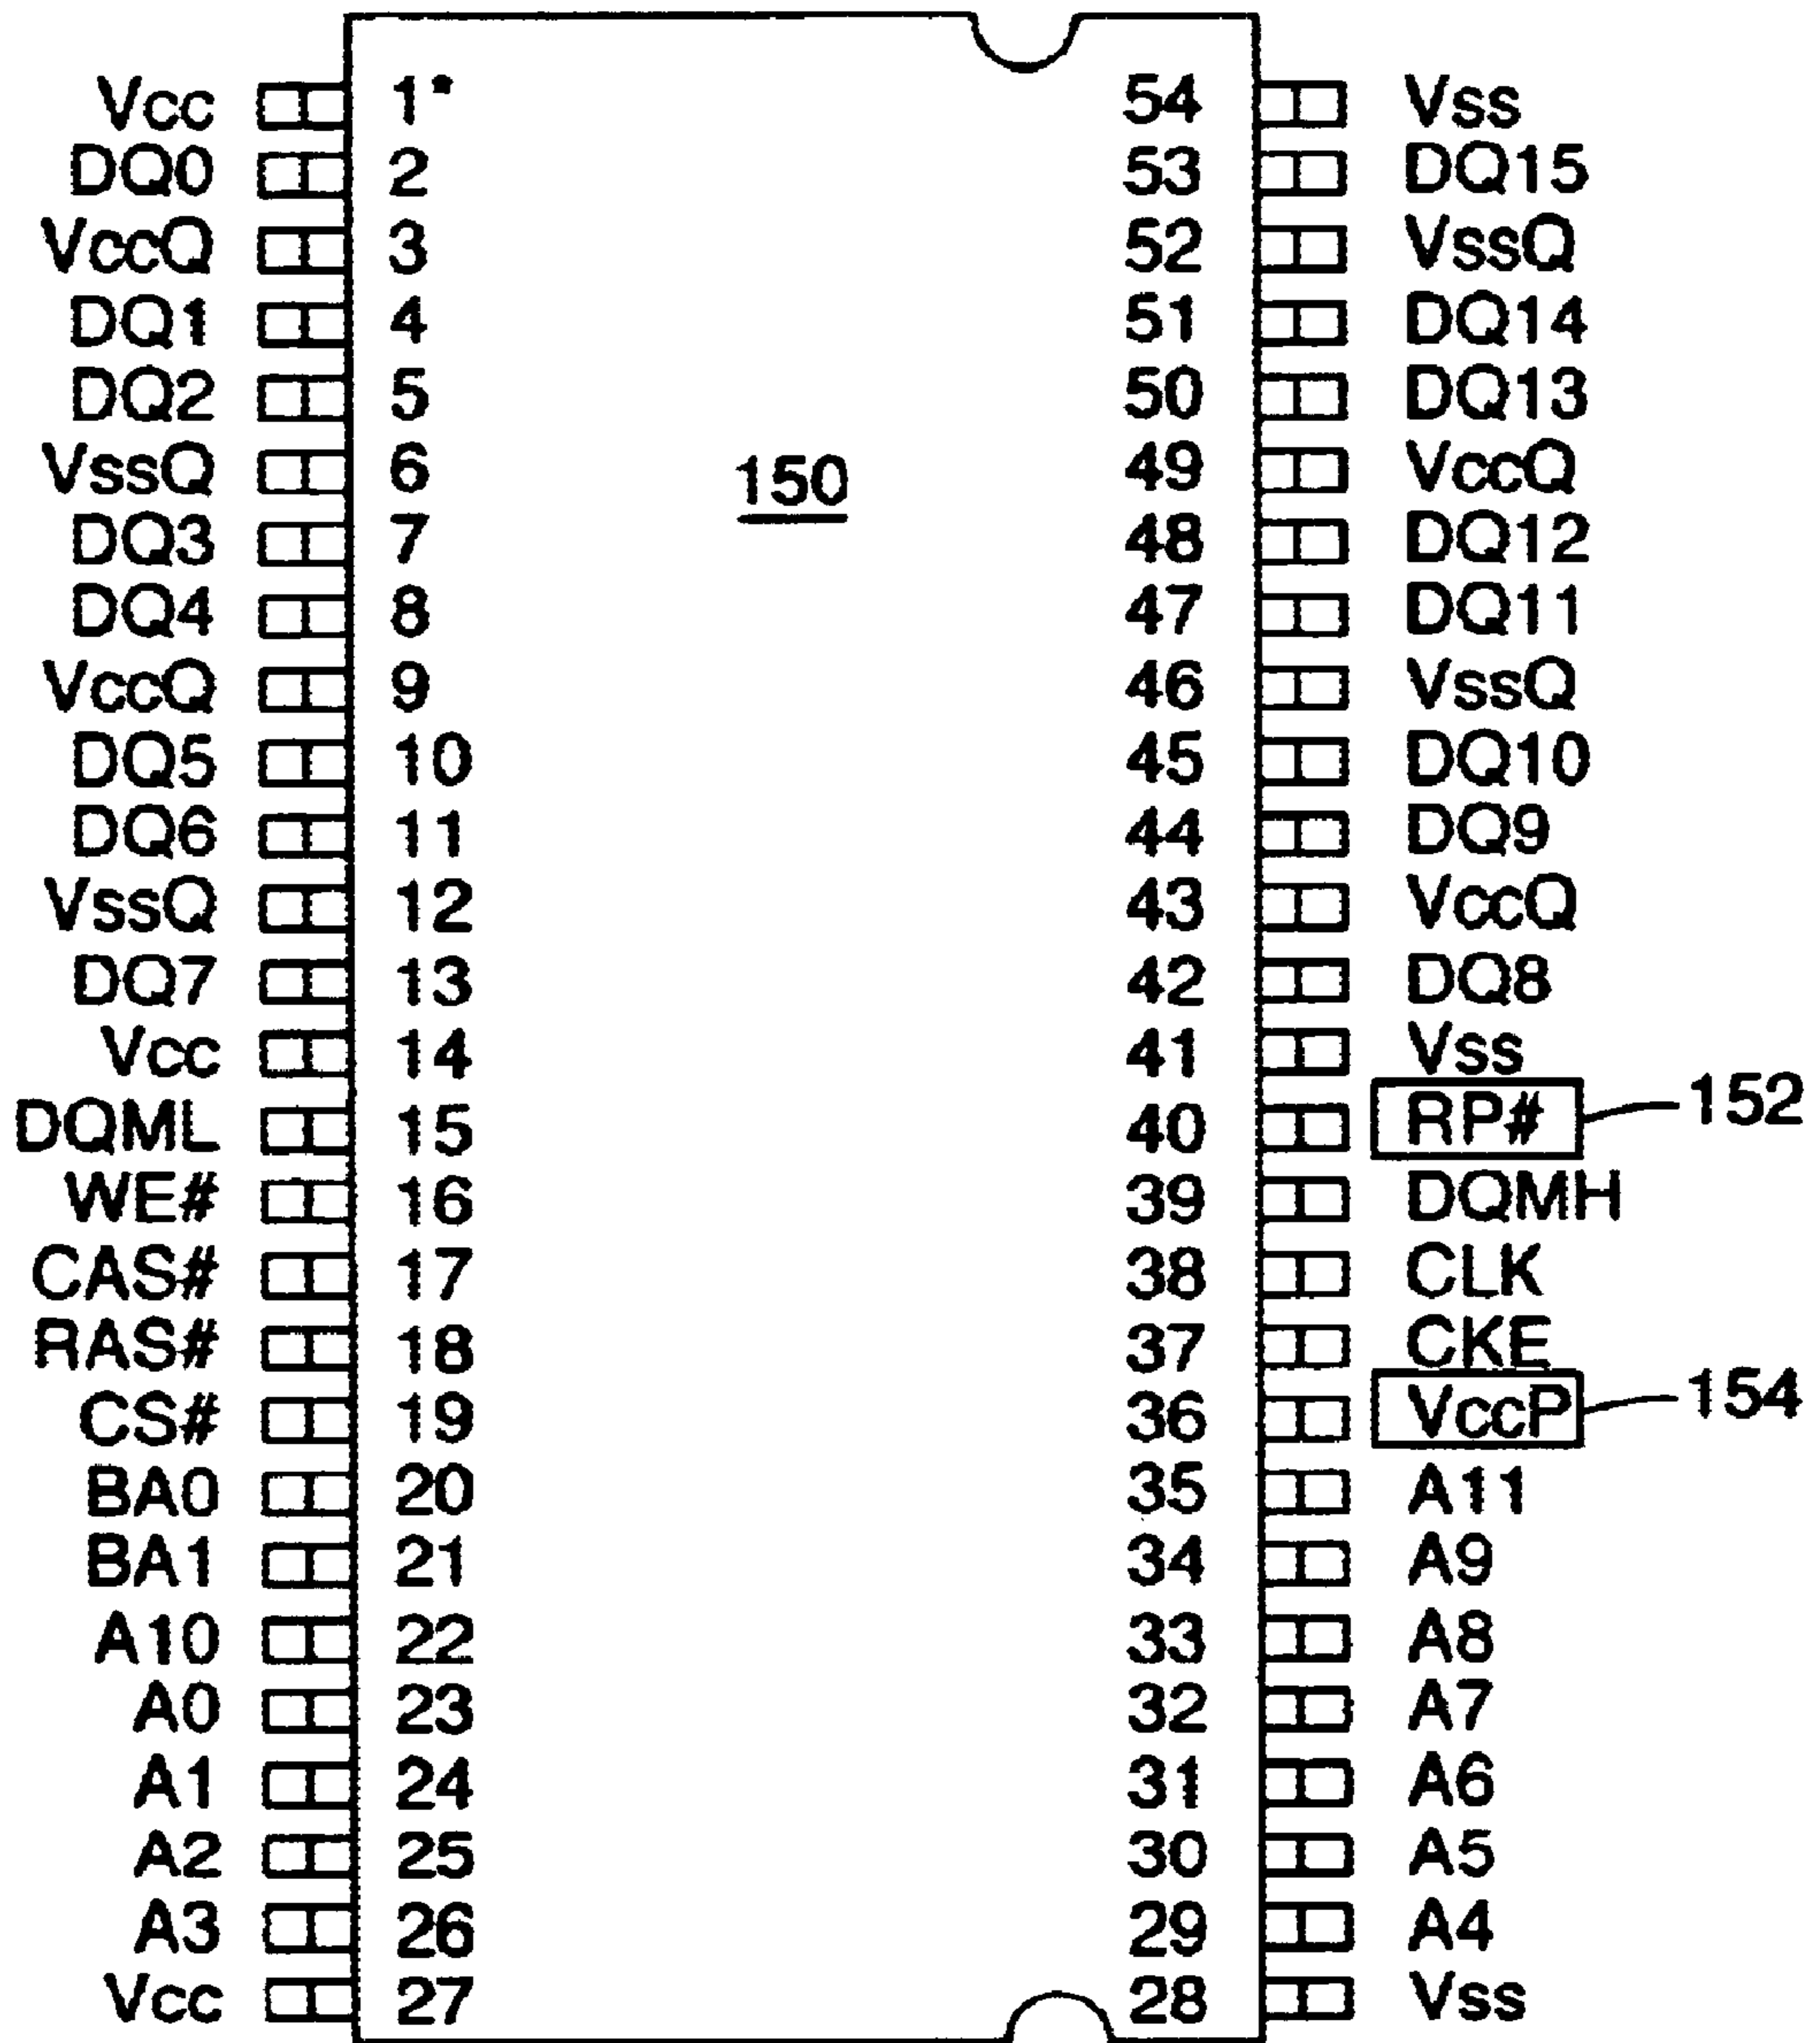 Vcc 1* 54 Vss
DQ0 2 53 DQ15
VccQ 3 52 VssQ
DQ1 4 51 DQ14
DQ2 5 50 DQ13
VssQ 6 150 49 VccQ
DQ3 7 48 DQ12
DQ4 8 47 DQ11
VccQ 9 46 VssQ
DQ5 10 45 DQ10
DQ6 11 44 DQ9
VssQ 12 43 VccQ
DQ7 13 42 DQ8
Vcc 14 41 Vss
DQML 15 40 RP# 152
WE# 16 39 DQMH
CAS# 17 38 CLK
RAS# 18 37 CKE
CS# 19 36 VccP 154
BA0 20 35 A11
BA1 21 34 A9
A10 22 33 A8
A0 23 32 A7
A1 24 31 A6
A2 25 30 A5
A3 26 29 A4
Vcc 27 28 Vss